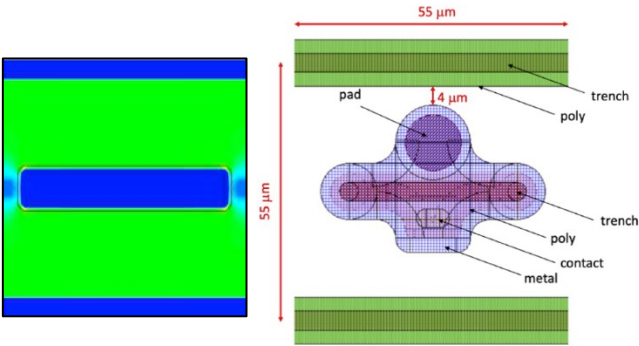 55 µm
trench
pad
4 µm
poly
55 µm
trench
poly
contact
metal